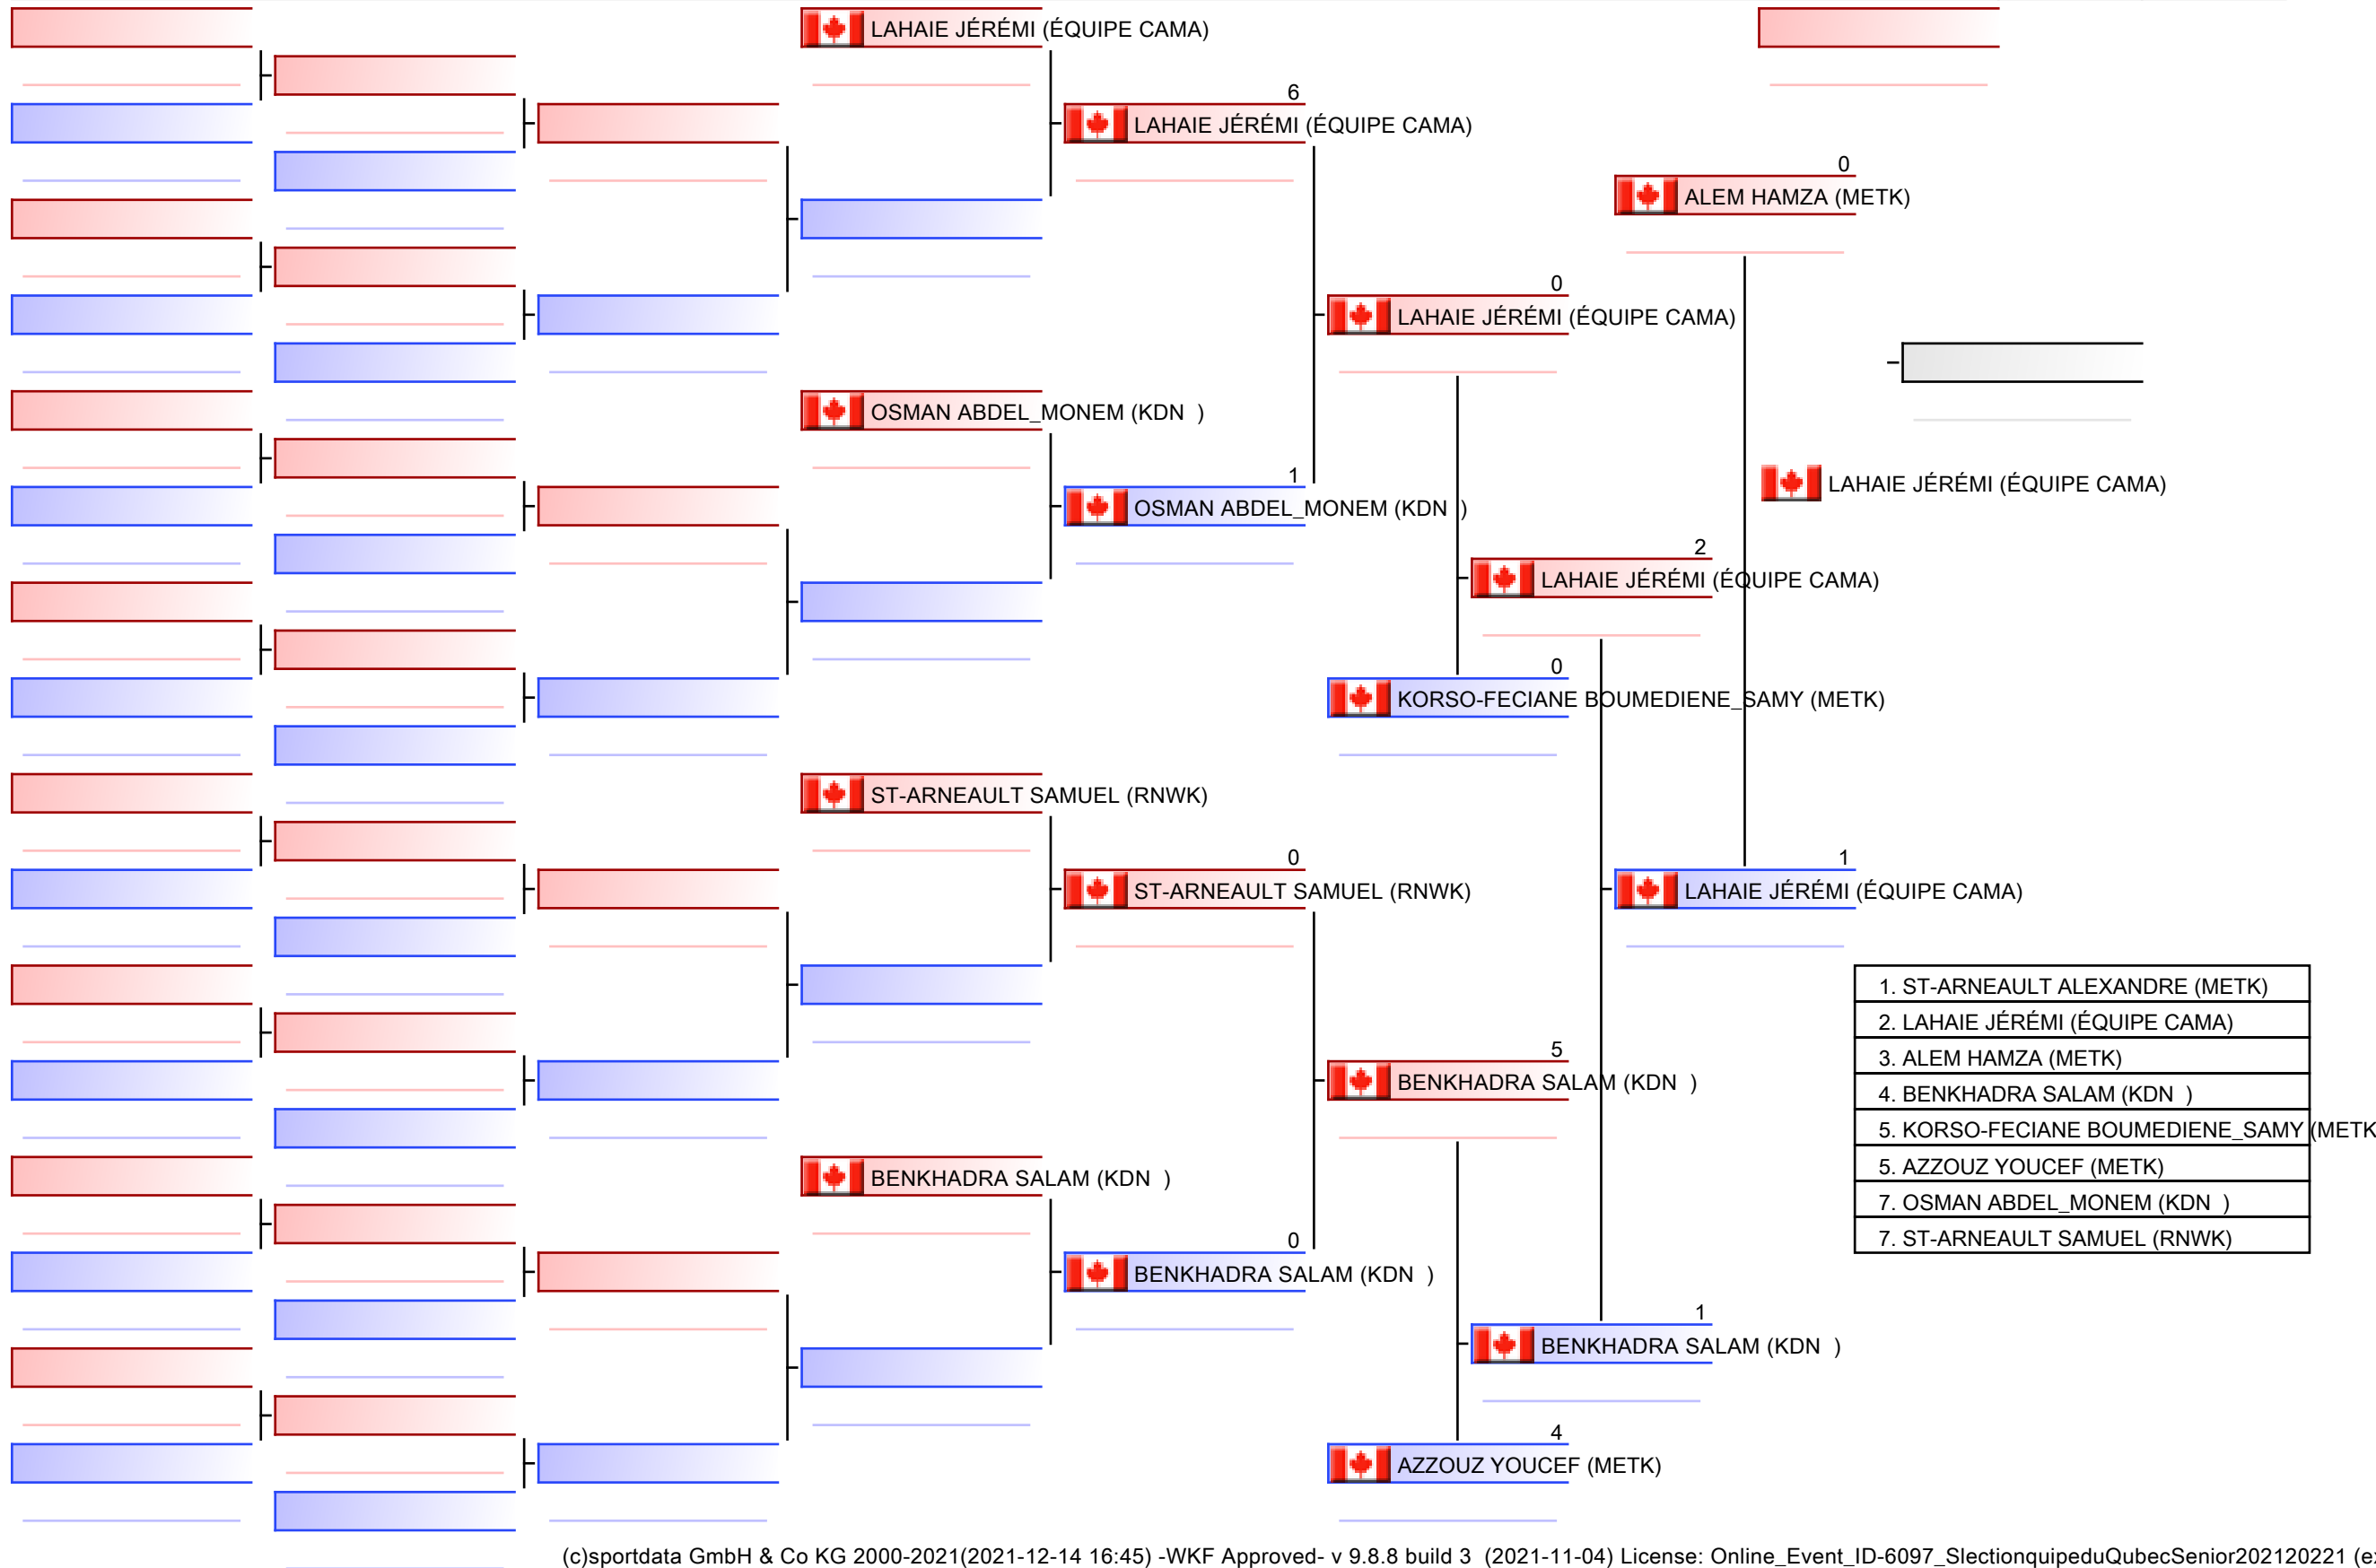 LAHAIE JÉRÉMI (ÉQUIPE CAMA)
6
LAHAIE JÉRÉMI (ÉQUIPE CAMA)
0
ALEM HAMZA (METK)
0
LAHAIE JÉRÉMI (ÉQUIPE CAMA)
OSMAN ABDEL_MONEM (KDN )
1
OSMAN ABDEL_MONEM (KDN )
LAHAIE JÉRÉMI (ÉQUIPE CAMA)
2
LAHAIE JÉRÉMI (ÉQUIPE CAMA)
0
KORSO-FECIANE BOUMEDIENE_SAMY (METK)
ST-ARNEAULT SAMUEL (RNWK)
0
ST-ARNEAULT SAMUEL (RNWK)
1
LAHAIE JÉRÉMI (ÉQUIPE CAMA)
5
BENKHADRA SALAM (KDN )
BENKHADRA SALAM (KDN )
0
BENKHADRA SALAM (KDN )
1
BENKHADRA SALAM (KDN )
4
AZZOUZ YOUCEF (METK)
1. ST-ARNEAULT ALEXANDRE (METK)
2. LAHAIE JÉRÉMI (ÉQUIPE CAMA)
3. ALEM HAMZA (METK)
4. BENKHADRA SALAM (KDN )
5. KORSO-FECIANE BOUMEDIENE_SAMY (METK
5. AZZOUZ YOUCEF (METK)
7. OSMAN ABDEL_MONEM (KDN )
7. ST-ARNEAULT SAMUEL (RNWK)
(c)sportdata GmbH & Co KG 2000-2021(2021-12-14 16:45) -WKF Approved- v 9.8.8 build 3 (2021-11-04) License: Online_Event_ID-6097_SlectionquipeduQubecSenior202120221